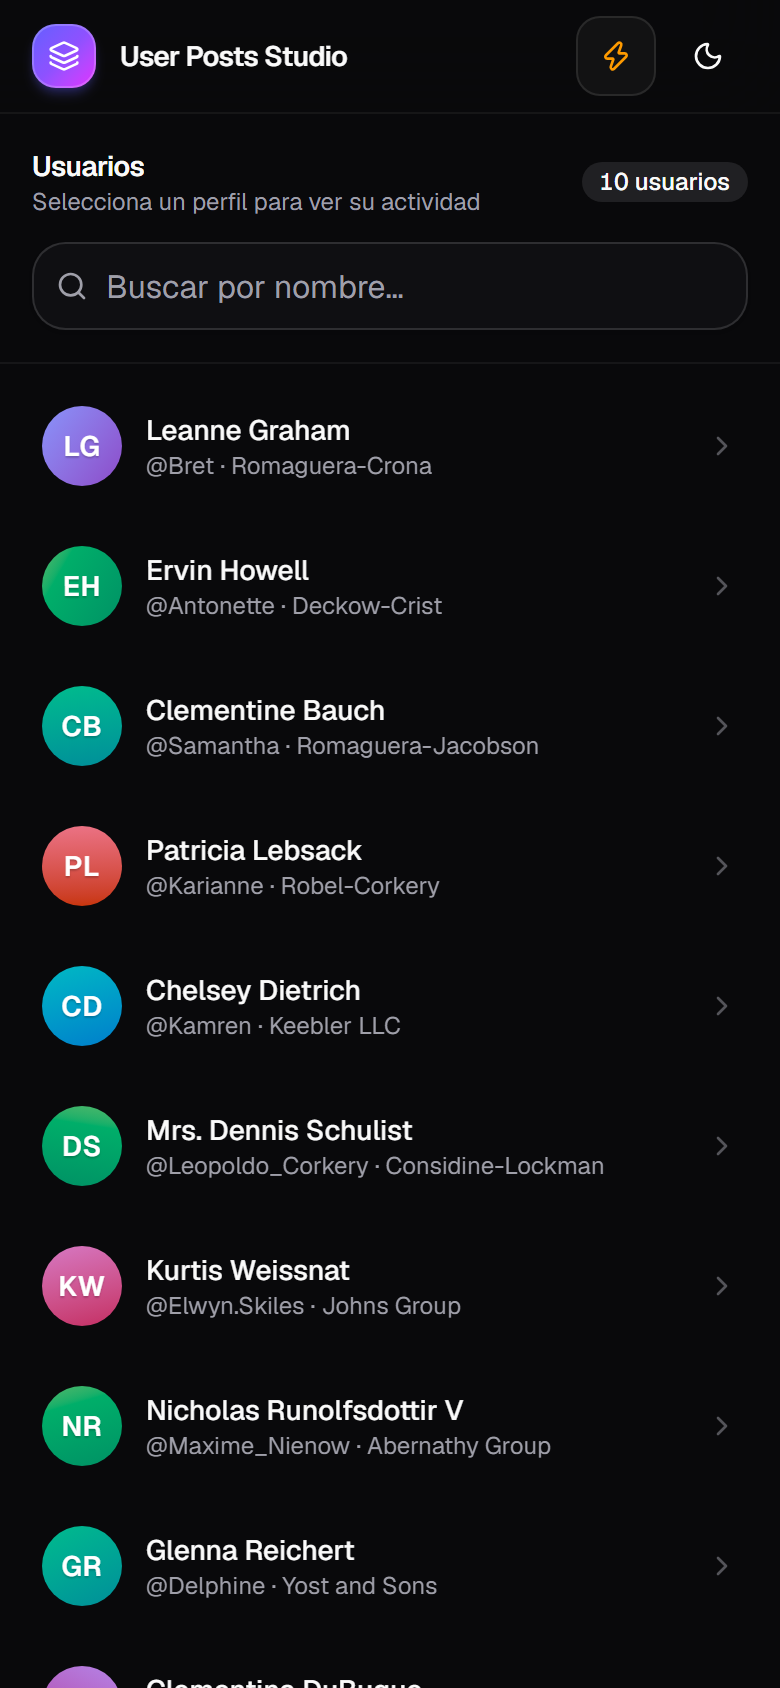 User Posts Studio
Usuarios
10 usuarios
Selecciona un perfil para ver su actividad
Buscar por nombre...
LG
Leanne Graham
@Bret · Romaguera-Crona
EH
Ervin Howell
@Antonette · Deckow-Crist
CB
Clementine Bauch
@Samantha · Romaguera-Jacobson
PL
Patricia Lebsack
@Karianne · Robel-Corkery
CD
Chelsey Dietrich
@Kamren · Keebler LLC
DS
Mrs. Dennis Schulist
@Leopoldo_Corkery · Considine-Lockman
KW
Kurtis Weissnat
@Elwyn.Skiles · Johns Group
NR
Nicholas Runolfsdottir V
@Maxime_Nienow · Abernathy Group
GR
Glenna Reichert
@Delphine · Yost and Sons
Clementina DuBuque